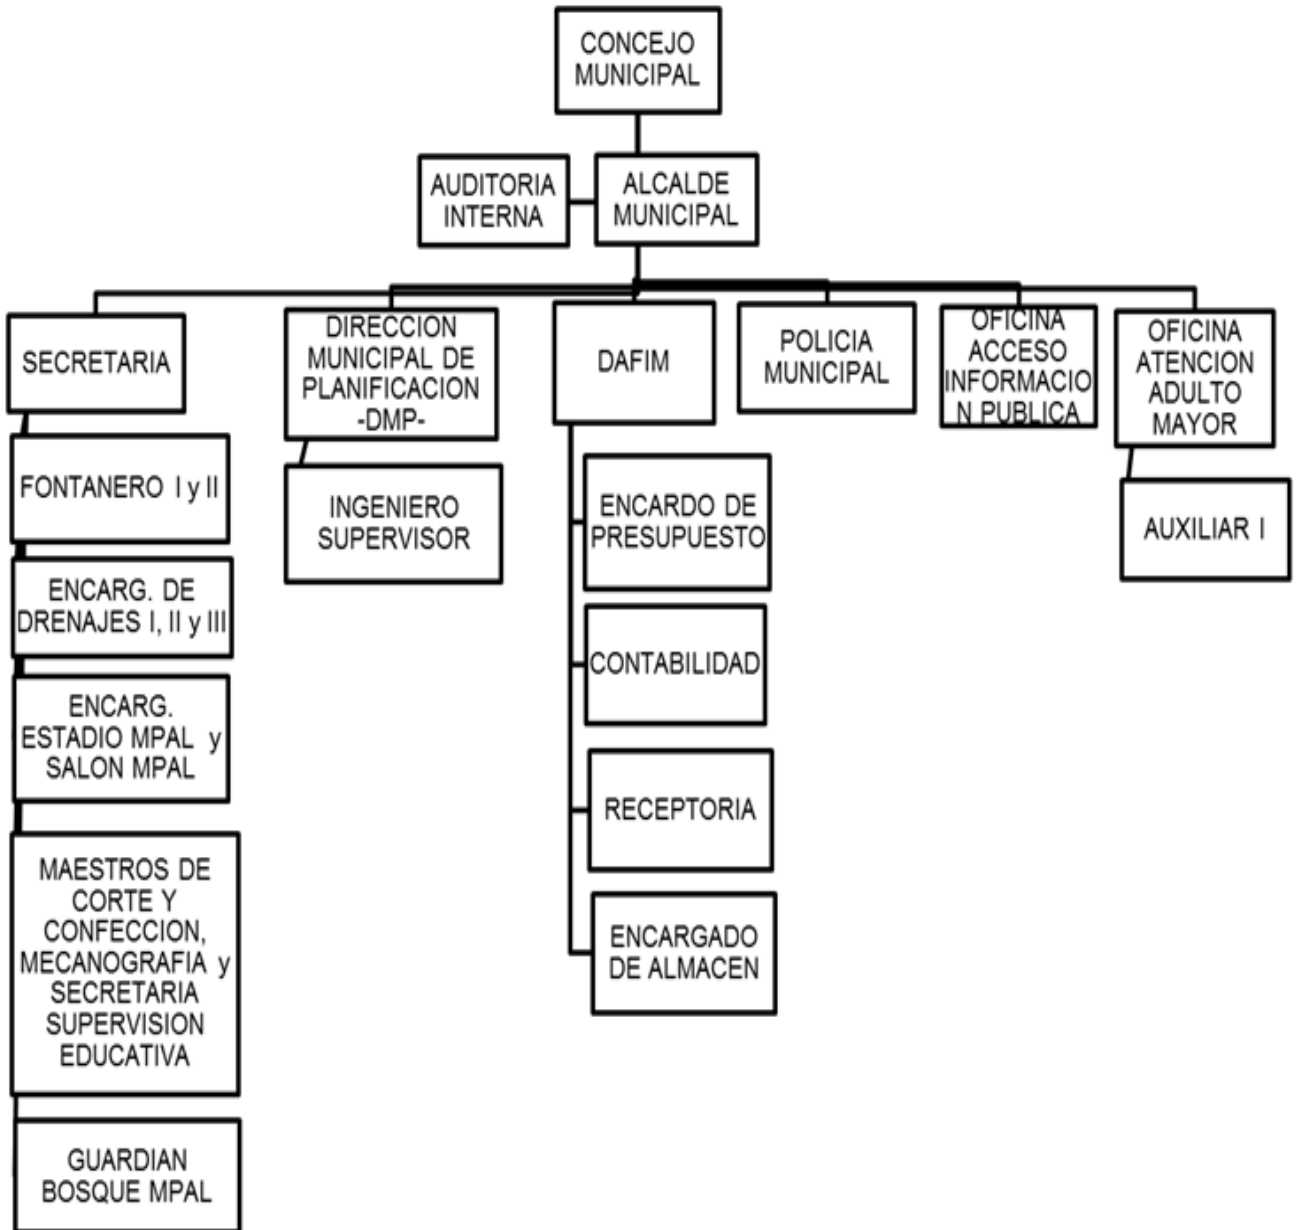 CONCEJO
MUNICIPAL
AUDITORIA
INTERNA
ALCALDE
MUNICIPAL
SECRETARIA
DIRECCION
MUNICIPAL DE
PLANIFICACION
-DMP-
DAFIM
POLICIA
MUNICIPAL
OFICINA
ACCESO
INFORMACIO
N PUBLICA
OFICINA
ATENCION
ADULTO
MAYOR
FONTANERO I y II
INGENIERO
SUPERVISOR
ENCARDO DE
PRESUPUESTO
AUXILIAR I
ENCARG. DE
DRENAJES I, II y III
CONTABILIDAD
ENCARG.
ESTADIO MPAL y
SALON MPAL
RECEPTORIA
MAESTROS DE
CORTE Y
CONFECCION,
MECANOGRAFIA y
SECRETARIA
SUPERVISION
EDUCATIVA
ENCARGADO
DE ALMACEN
GUARDIAN
BOSQUE MPAL